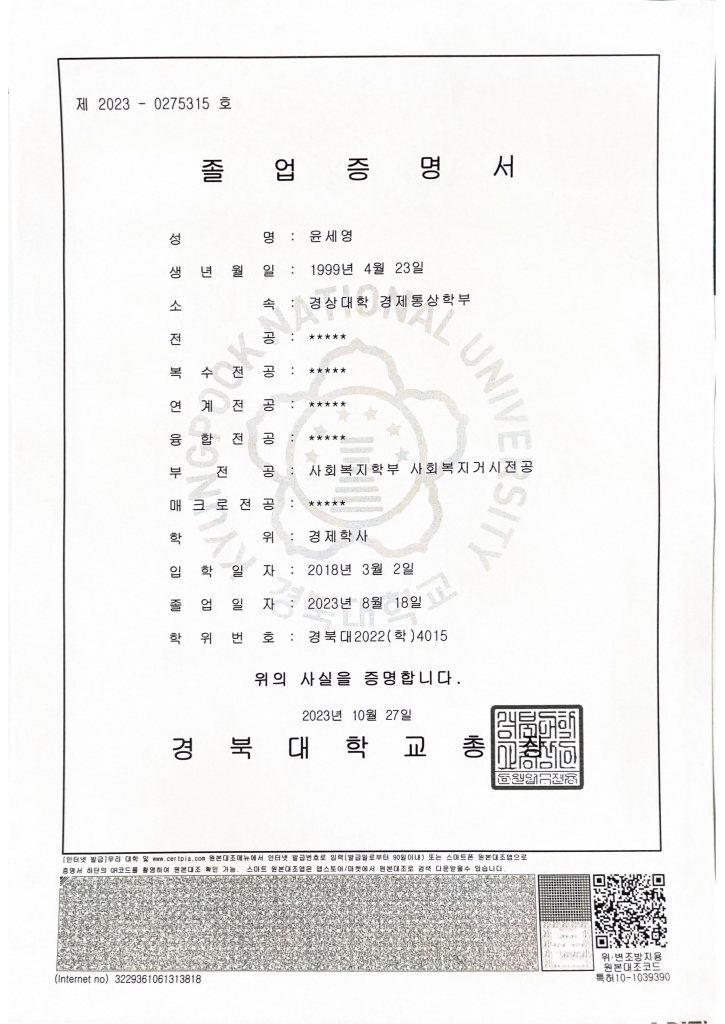 제 2023 - 0275315 호
졸 업 증 명 서
성 명 : 윤세영
생 년 월 일 : 1999년 4월 23일
소 속 : 경상대학 경제통상학부
전 공 : *****
복 수 전 공 : *****
연 계 전 공 : *****
융 합 전 공 : *****
부 전 공 : 사회복지학부 사회복지거시전공
매 크 로 전 공 : *****
학 위 : 경제학사
입 학 일 자 : 2018년 3월 2일
졸 업 일 자 : 2023년 8월 18일
학 위 번 호 : 경북대2022(학)4015
KYUNGPOOK NATIONAL UNIVERSITY
경북대학교
위의 사실을 증명합니다.
2023년 10월 27일
경 북 대 학 교 총 장
[인터넷 발급]우리 대학 및 www.certpia.com 원본대조메뉴에서 인터넷 발급번호로 입력(발급일로부터 90일이내) 또는 스마트폰 원본대조앱으로
증명서 하단의 QR코드를 촬영하여 원본대조 확인 가능. 스마트 원본대조앱은 앱스토어/마켓에서 원본대조로 검색 다운받을수 있습니다.
(Internet no) 3229361061313818
위·변조방지용
원본대조코드
특허10-1039390